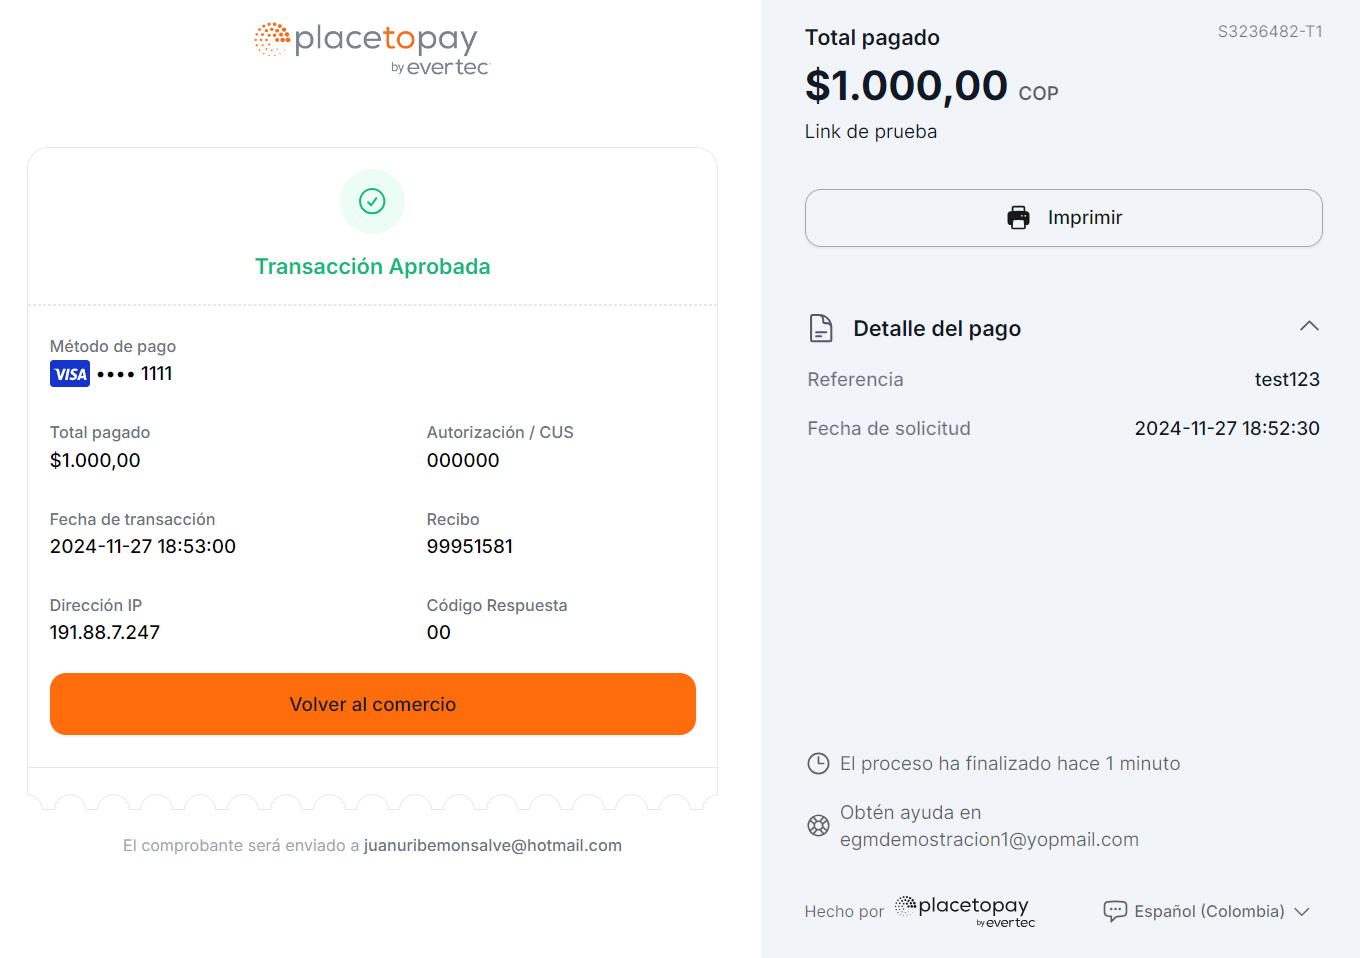 placetopay
by evertec
Transacción Aprobada
Método de pago
VISA •••• 1111
Total pagado
$1.000,00
Autorización / CUS
000000
Fecha de transacción
2024-11-27 18:53:00
Recibo
99951581
Dirección IP
191.88.7.247
Código Respuesta
00
Volver al comercio
El comprobante será enviado a juanuribemonsalve@hotmail.com
Total pagado
S3236482-T1
$1.000,00 COP
Link de prueba
Imprimir
Detalle del pago
Referencia test123
Fecha de solicitud 2024-11-27 18:52:30
El proceso ha finalizado hace 1 minuto
Obtén ayuda en
egmdemostracion1@yopmail.com
Hecho por placetopay
by evertec
Español (Colombia)